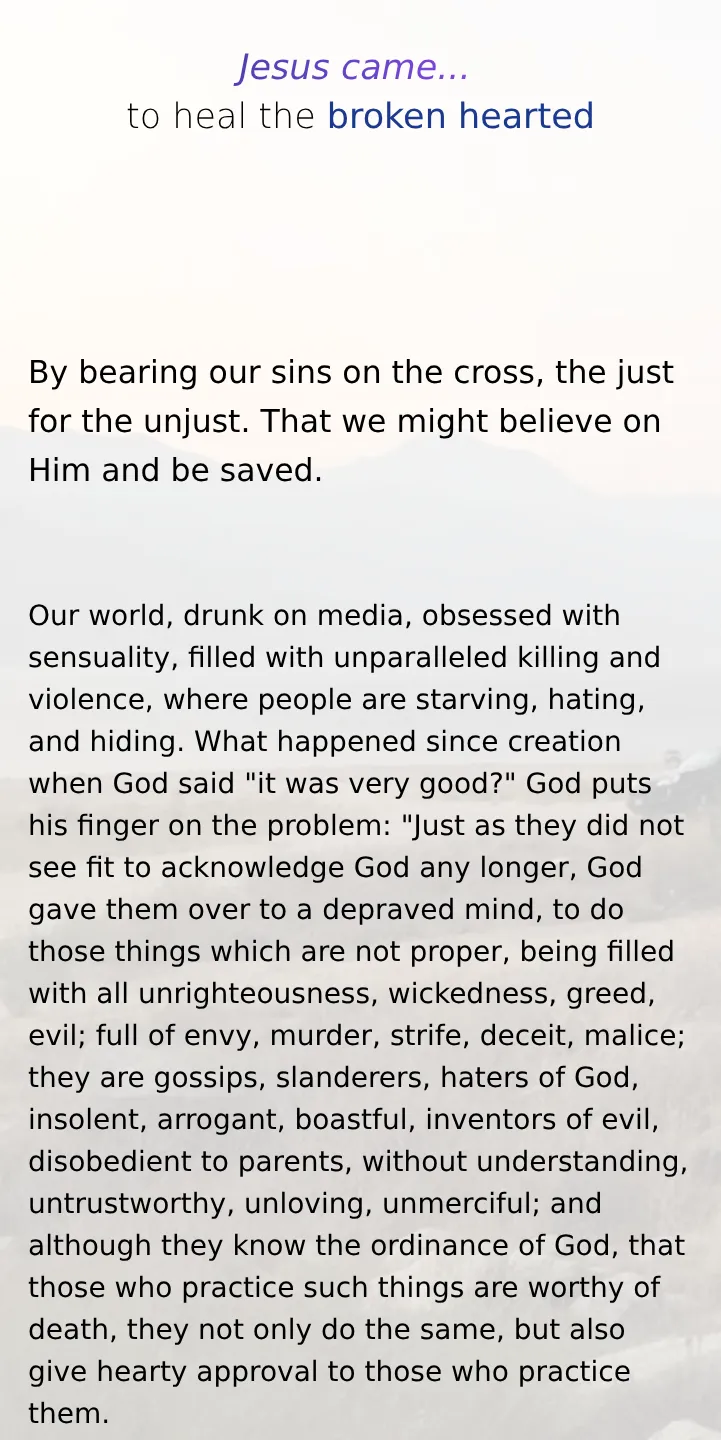 Jesus came...
to heal the broken hearted
By bearing our sins on the cross, the just
for the unjust. That we might believe on
Him and be saved.
Our world, drunk on media, obsessed with
sensuality, filled with unparalleled killing and
violence, where people are starving, hating,
and hiding. What happened since creation
when God said "it was very good?" God puts
his finger on the problem: "Just as they did not
see fit to acknowledge God any longer, God
gave them over to a depraved mind, to do
those things which are not proper, being filled
with all unrighteousness, wickedness, greed,
evil; full of envy, murder, strife, deceit, malice;
they are gossips, slanderers, haters of God,
insolent, arrogant, boastful, inventors of evil,
disobedient to parents, without understanding,
untrustworthy, unloving, unmerciful; and
although they know the ordinance of God, that
those who practice such things are worthy of
death, they not only do the same, but also
give hearty approval to those who practice
them.